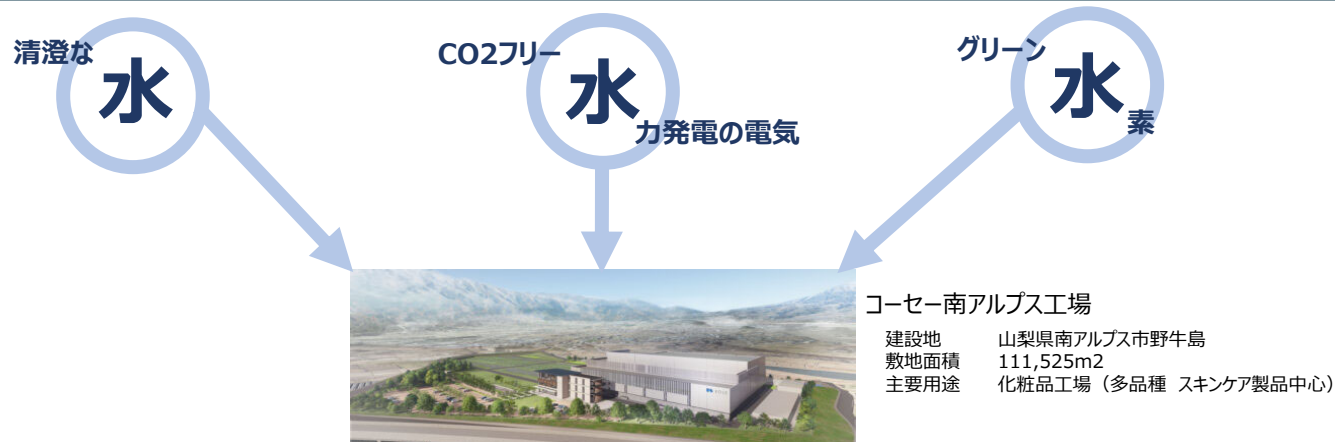 清澄な水
CO2フリー水力発電の電気
グリーン水素
コーセー南アルプス工場
建設地 山梨県南アルプス市野牛島
敷地面積 111,525m2
主要用途 化粧品工場（多品種 スキンケア製品中心）